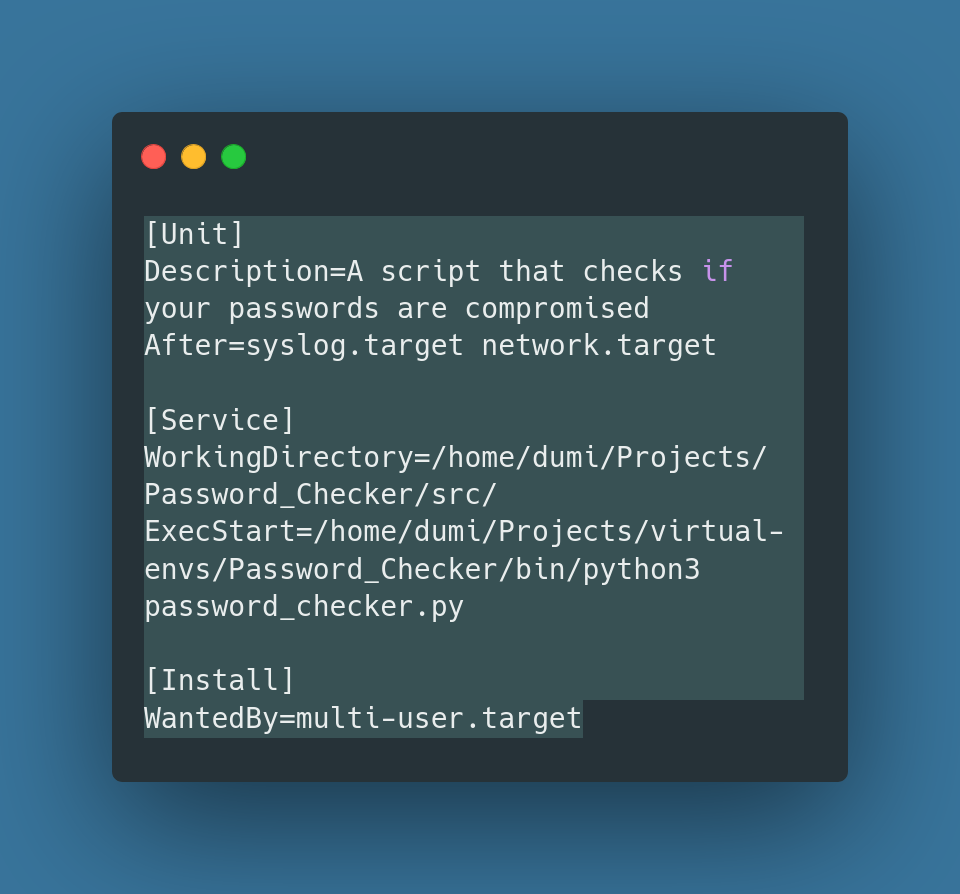 [Unit]
Description=A script that checks if
your passwords are compromised
After=syslog.target network.target
[Service]
WorkingDirectory=/home/dumi/Projects/
Password_Checker/src/
ExecStart=/home/dumi/Projects/virtual-
envs/Password_Checker/bin/python3
password_checker.py
[Install]
WantedBy=multi-user.target